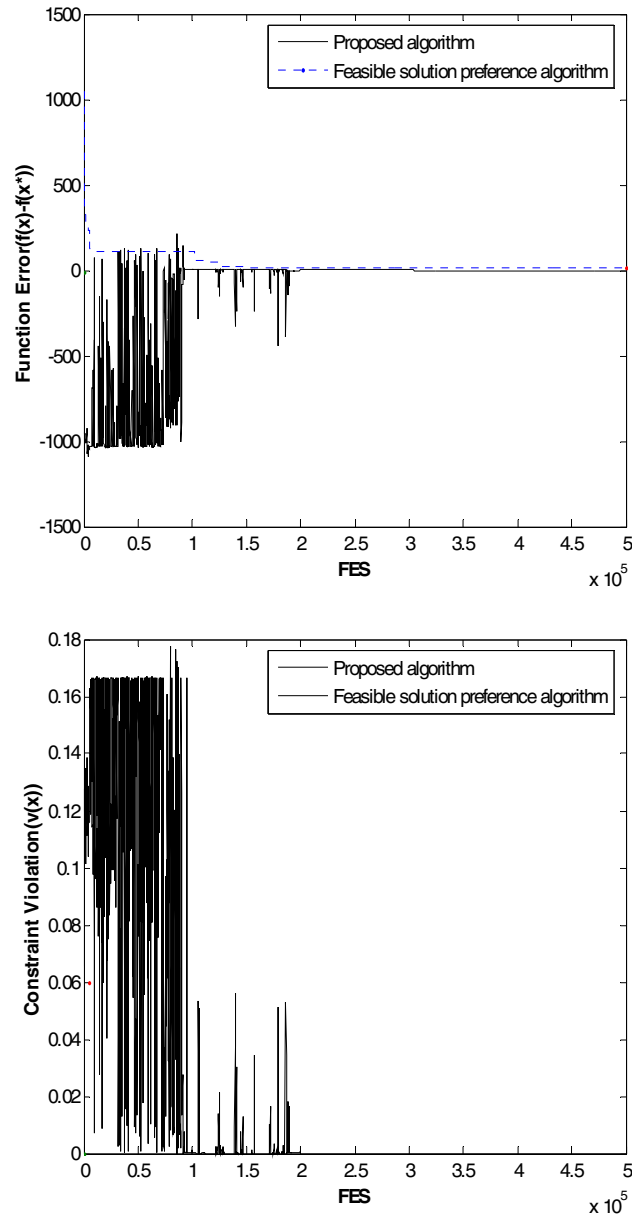 1500
1000
500
0
-500
-1000
-1500
Function Error(f(x)-f(x*))
Proposed algorithm
Feasible solution preference algorithm
0 0.5 1 1.5 2 2.5 3 3.5 4 4.5 5
FES
x 10^5
0.18
0.16
0.14
0.12
0.1
0.08
0.06
0.04
0.02
0
Constraint Violation(v(x))
Proposed algorithm
Feasible solution preference algorithm
0 0.5 1 1.5 2 2.5 3 3.5 4 4.5 5
FES
x 10^5